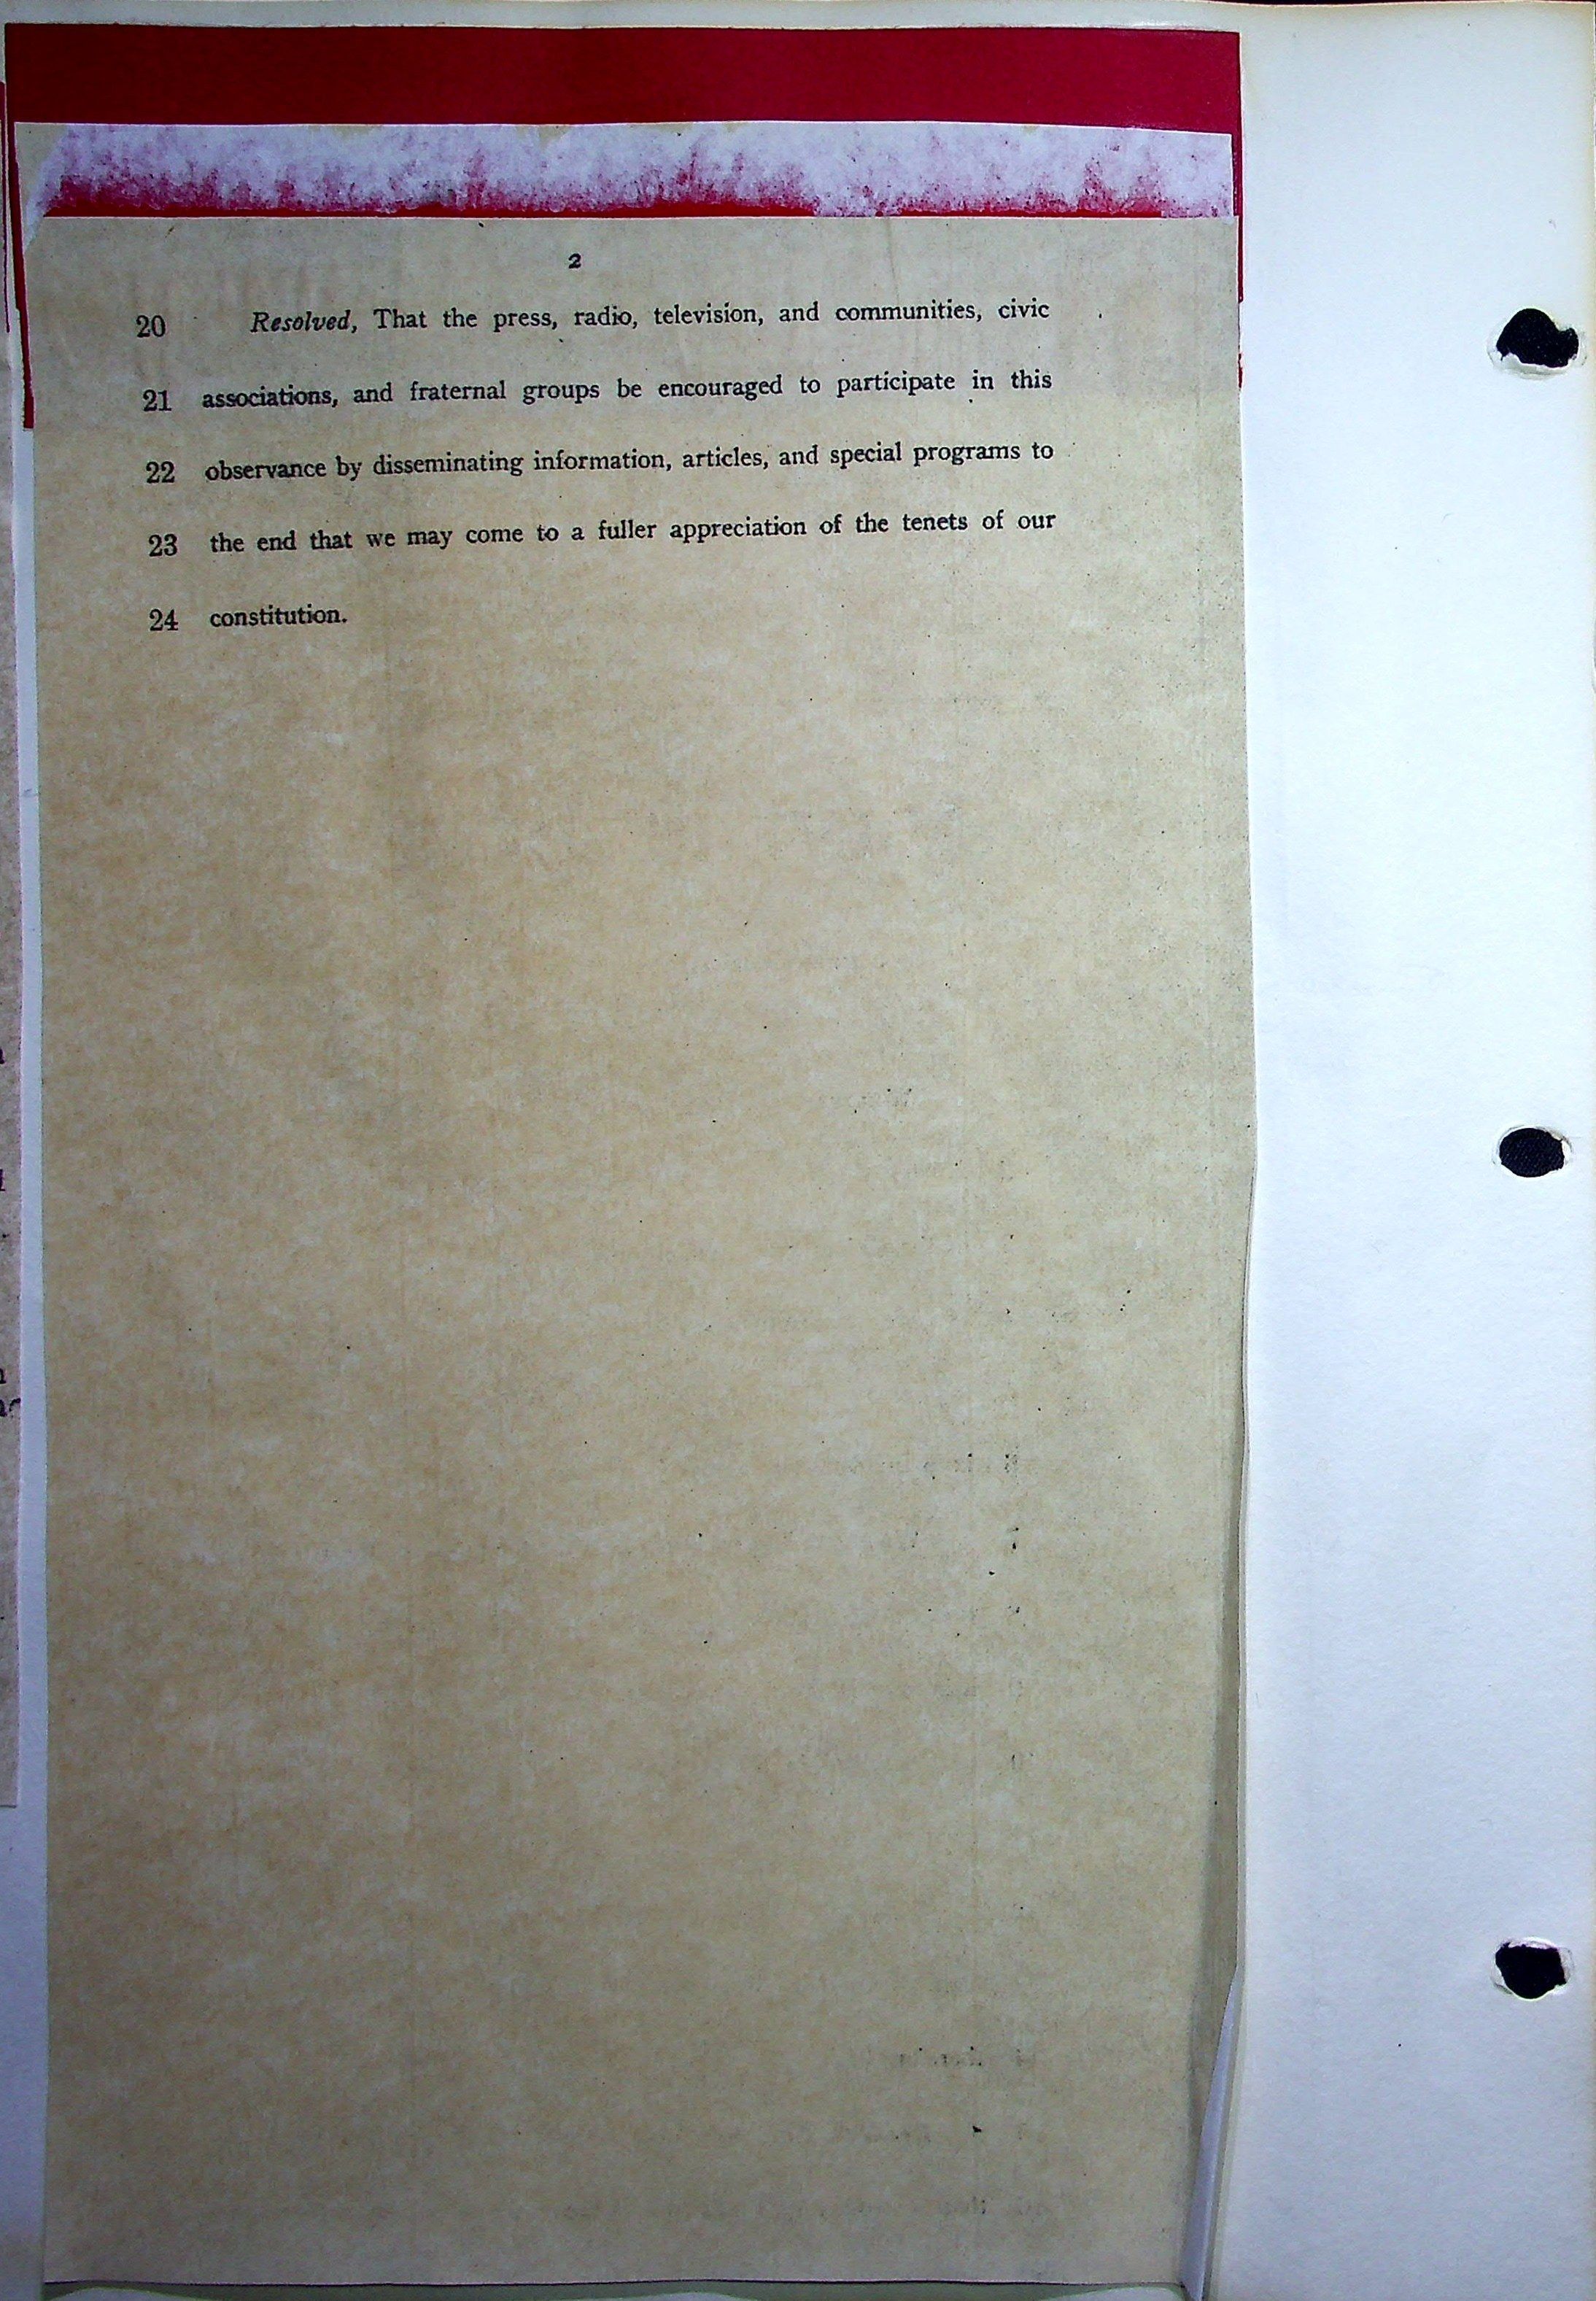 2
20 Resolved, That the press, radio, television, and communities, civic
21 associations, and fraternal groups be encouraged to participate in this
22 observance by disseminating information, articles, and special programs to
23 the end that we may come to a fuller appreciation of the tenets of our
24 constitution.